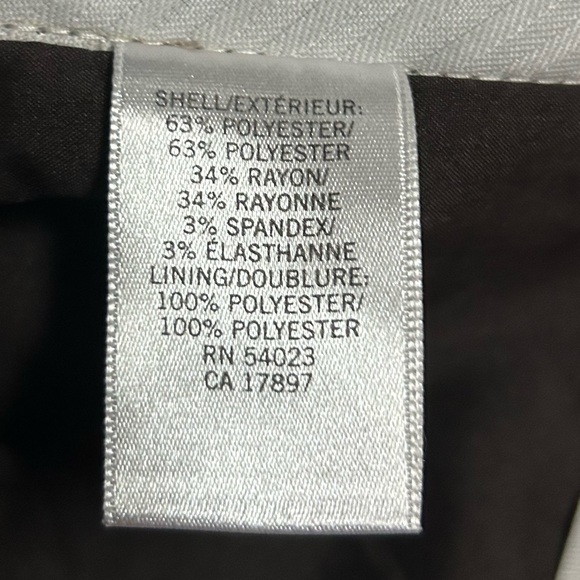 SHELL/EXTÉRIEUR:
63% POLYESTER/
63% POLYESTER
34% RAYON/
34% RAYONNE
3% SPANDEX/
3% ÉLASTHANNE
LINING/DOUBLURE:
100% POLYESTER/
100% POLYESTER
RN 54023
CA 17897